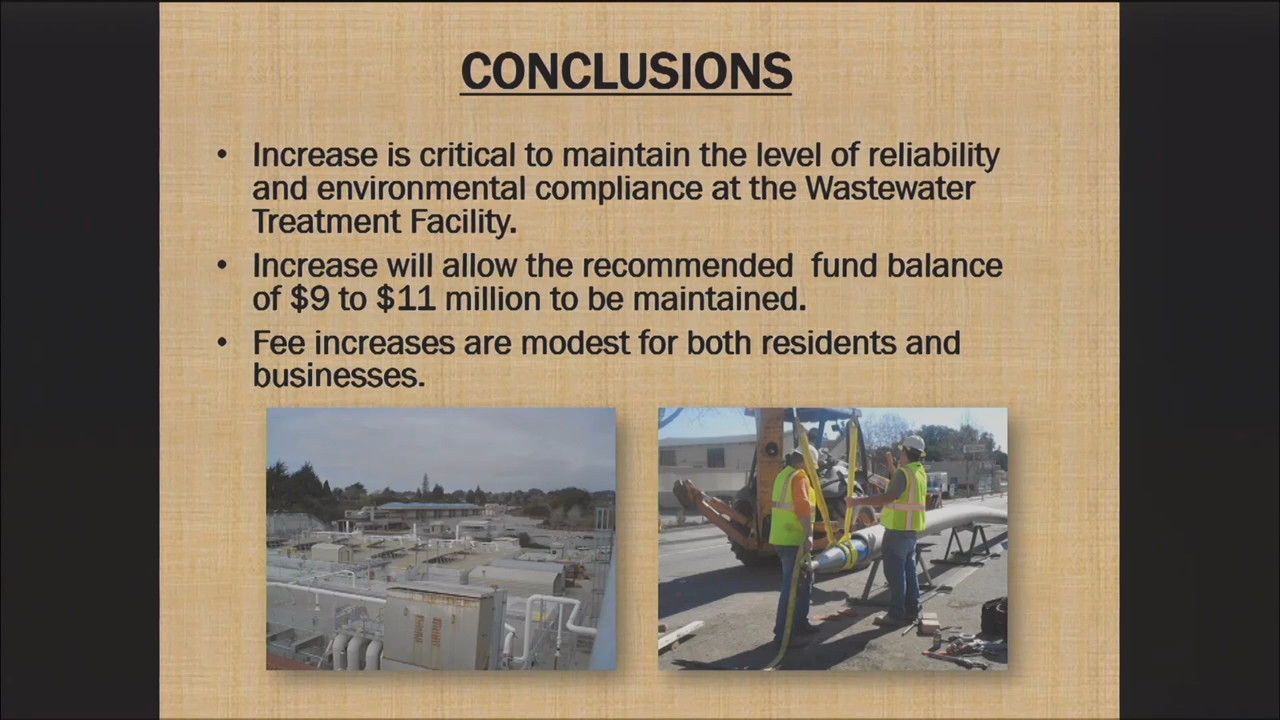 CONCLUSIONS
• Increase is critical to maintain the level of reliability
and environmental compliance at the Wastewater
Treatment Facility.
• Increase will allow the recommended  fund balance
of $9 to $11 million to be maintained.
• Fee increases are modest for both residents and
businesses.